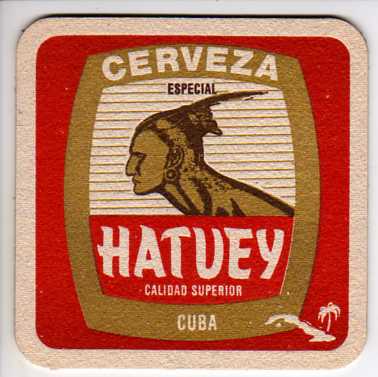 CERVEZA
ESPECIAL
HATUEY
CALIDAD SUPERIOR
CUBA